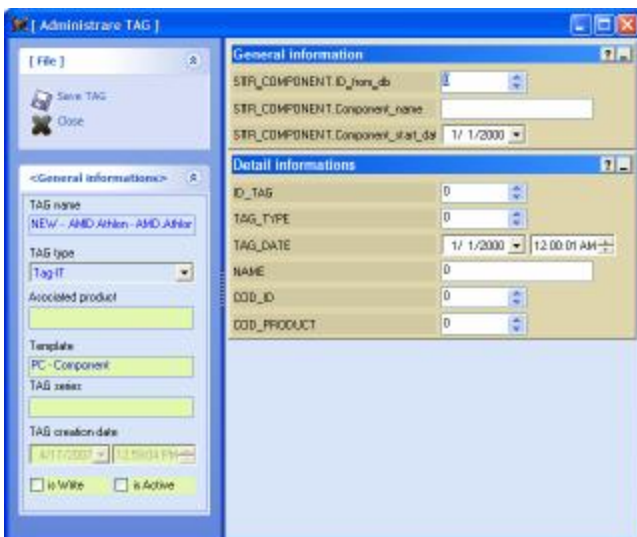 [ Administrare TAG ]
[ File ]
Save TAG
Close
<General informations>
TAG name
NEW - AMD Athlon - AMD Athlor
TAG type
Tag-IT
Associated product
Template
PC - Component
TAG series
TAG creation date
4/17/2007 12:59:04 PM
is Write is Active
General information
STR_COMPONENT.ID_from_db
STR_COMPONENT.Component_name
STR_COMPONENT.Component_start_dat 1/ 1/2000
Detail informations
ID_TAG 0
TAG_TYPE 0
TAG_DATE 1/ 1/2000 12:00:01 AM
NAME 0
COD_ID 0
COD_PRODUCT 0